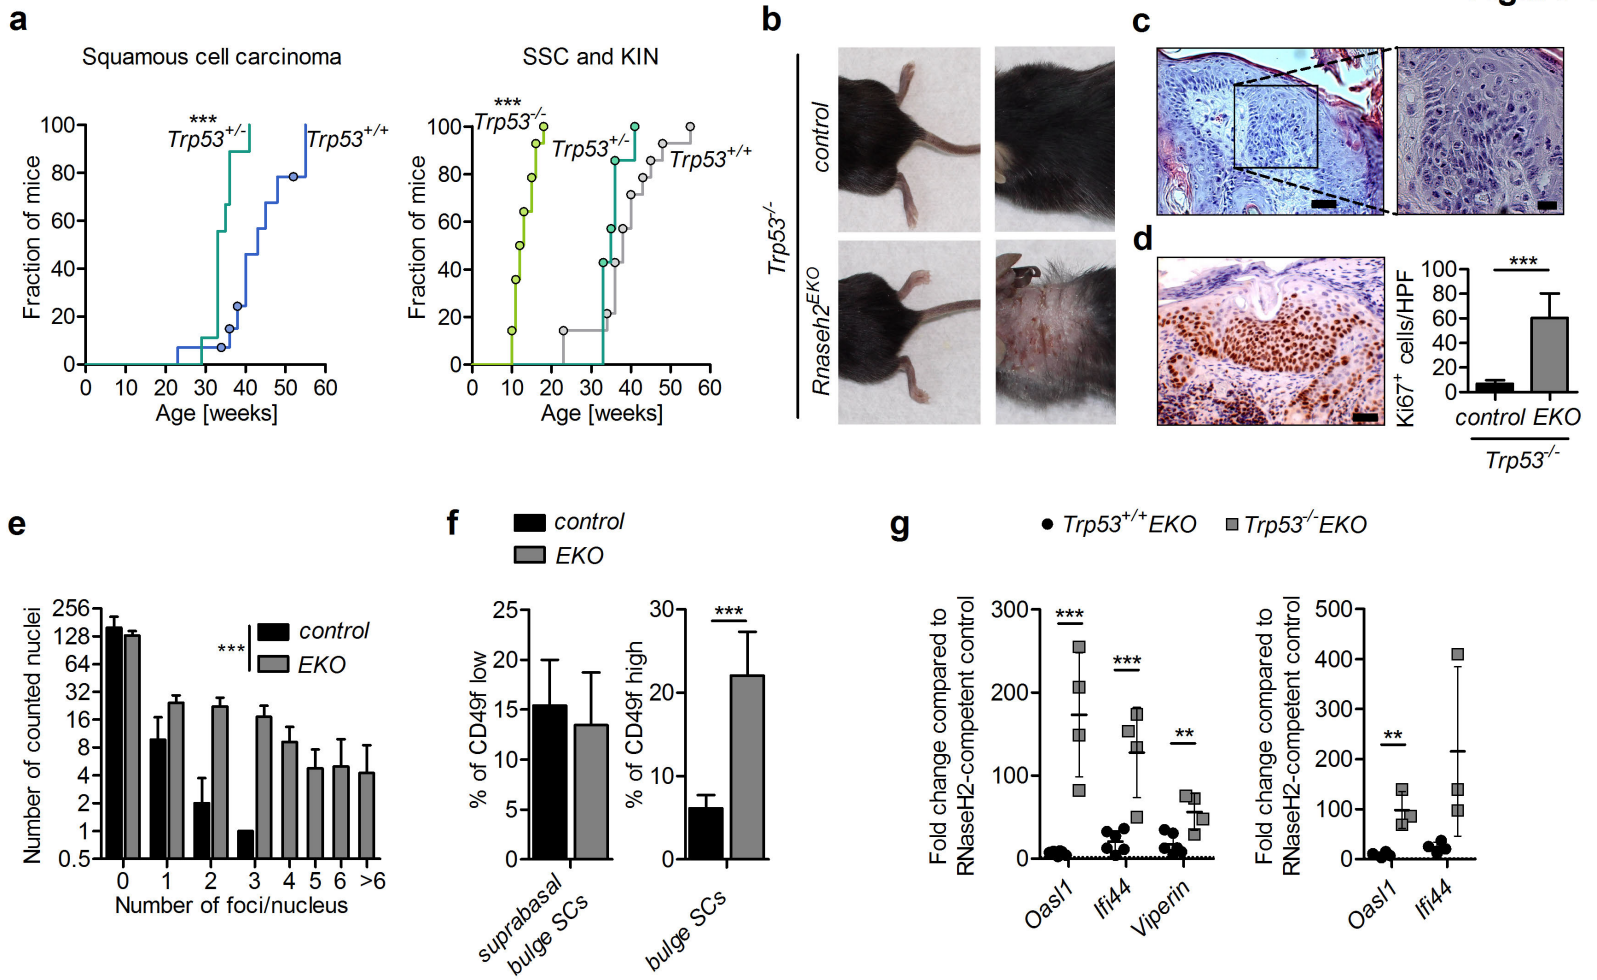 a
Squamous cell carcinoma
Fraction of mice
100
80
60
40
20
0
***
Trp53+/-
Trp53+/+
0 10 20 30 40 50 60
Age [weeks]
SSC and KIN
Fraction of mice
100
80
60
40
20
0
***
Trp53-/-
Trp53+/-
Trp53+/+
0 10 20 30 40 50 60
Age [weeks]
b
Trp53-/-
control
Rnaseh2EKO
c
d
Ki67+ cells/HPF
100
80
60
40
20
0
***
control EKO
Trp53-/-
e
Number of counted nuclei
256
128
64
32
16
8
4
2
1
0.5
***
control
EKO
0 1 2 3 4 5 6 >6
Number of foci/nucleus
f
control
EKO
% of CD49f low
25
20
15
10
5
0
suprabasal
bulge SCs
% of CD49f high
30
20
10
0
***
bulge SCs
g
Trp53+/+EKO
Trp53-/-EKO
Fold change compared to
RNaseH2-competent control
300
200
100
0
***
***
**
Oasl1
Ifi44
Viperin
Fold change compared to
RNaseH2-competent control
500
400
300
200
100
0
**
Oasl1
Ifi44